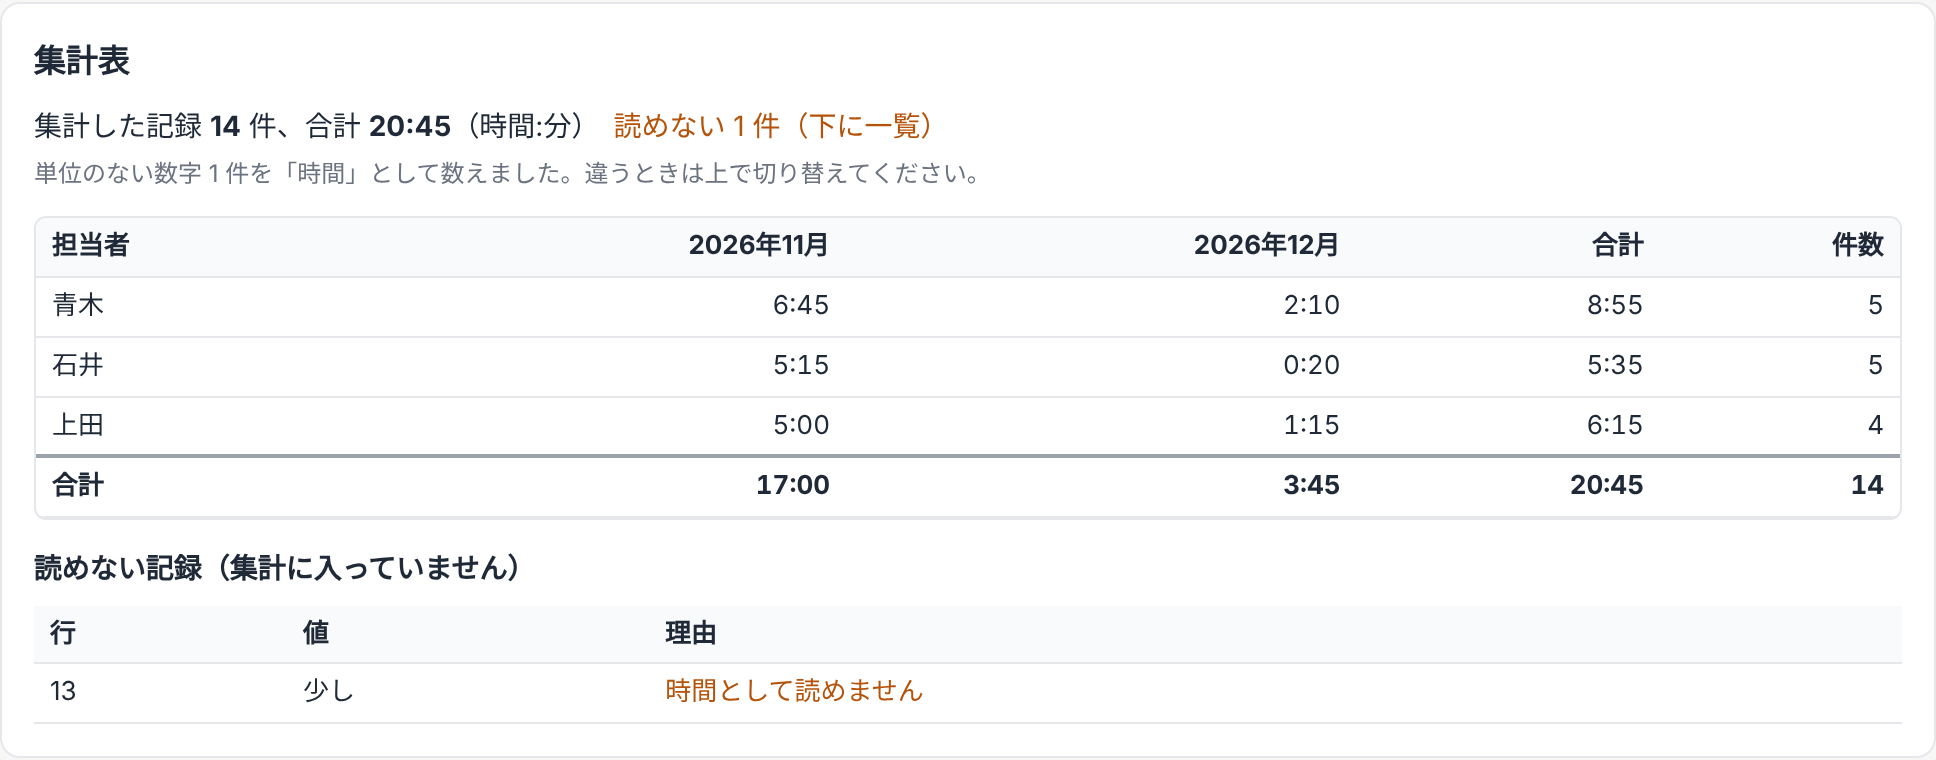 集計表
集計した記録 14 件、合計 20:45（時間:分） 読めない 1 件（下に一覧）
単位のない数字 1 件を「時間」として数えました。違うときは上で切り替えてください。
担当者 2026年11月 2026年12月 合計 件数
青木 6:45 2:10 8:55 5
石井 5:15 0:20 5:35 5
上田 5:00 1:15 6:15 4
合計 17:00 3:45 20:45 14
読めない記録（集計に入っていません）
行 値 理由
13 少し 時間として読めません